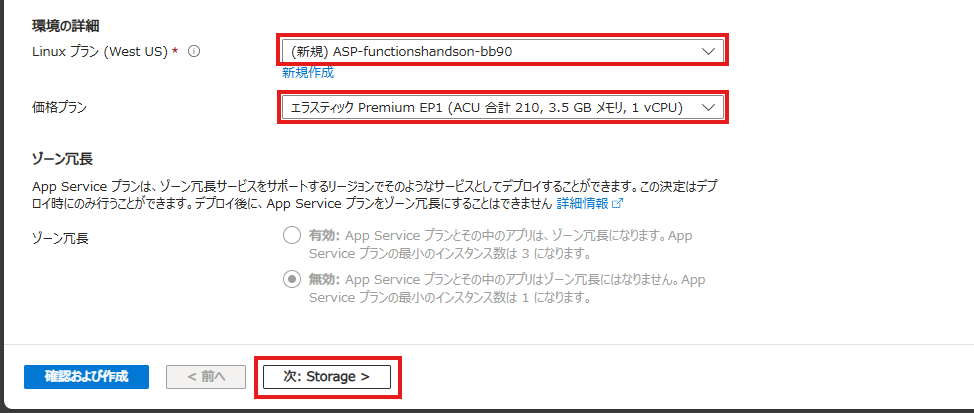 環境の詳細
Linux プラン (West US) *
(新規) ASP-functionshandson-bb90
新規作成
価格プラン
エラスティック Premium EP1 (ACU 合計 210, 3.5 GB メモリ, 1 vCPU)
ゾーン冗長
App Service プランは、ゾーン冗長サービスをサポートするリージョンでそのようなサービスとしてデプロイすることができます。この決定はデプ
ロイ時にのみ行うことができます。デプロイ後に、App Service プランをゾーン冗長にすることはできません 詳細情報
ゾーン冗長
有効: App Service プランとその中のアプリは、ゾーン冗長になります。App
Service プランの最小のインスタンス数は 3 になります。
無効: App Service プランとその中のアプリはゾーン冗長にはなりません。App
Service プランの最小のインスタンス数は 1 になります。
確認および作成
< 前へ
次: Storage >